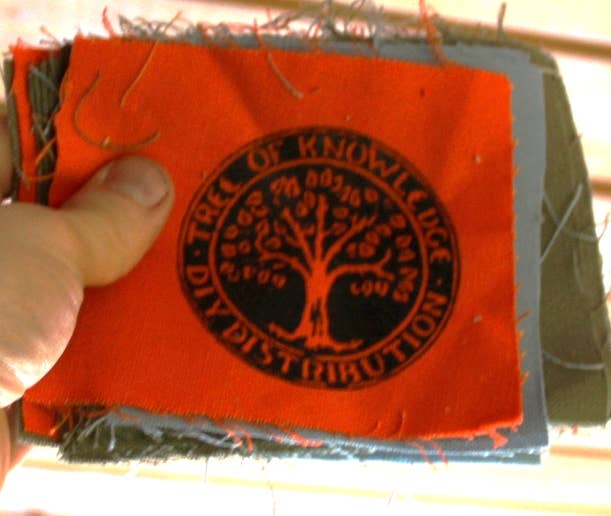 TREE OF KNOWLEDGE
DIY DISTRIBUTION